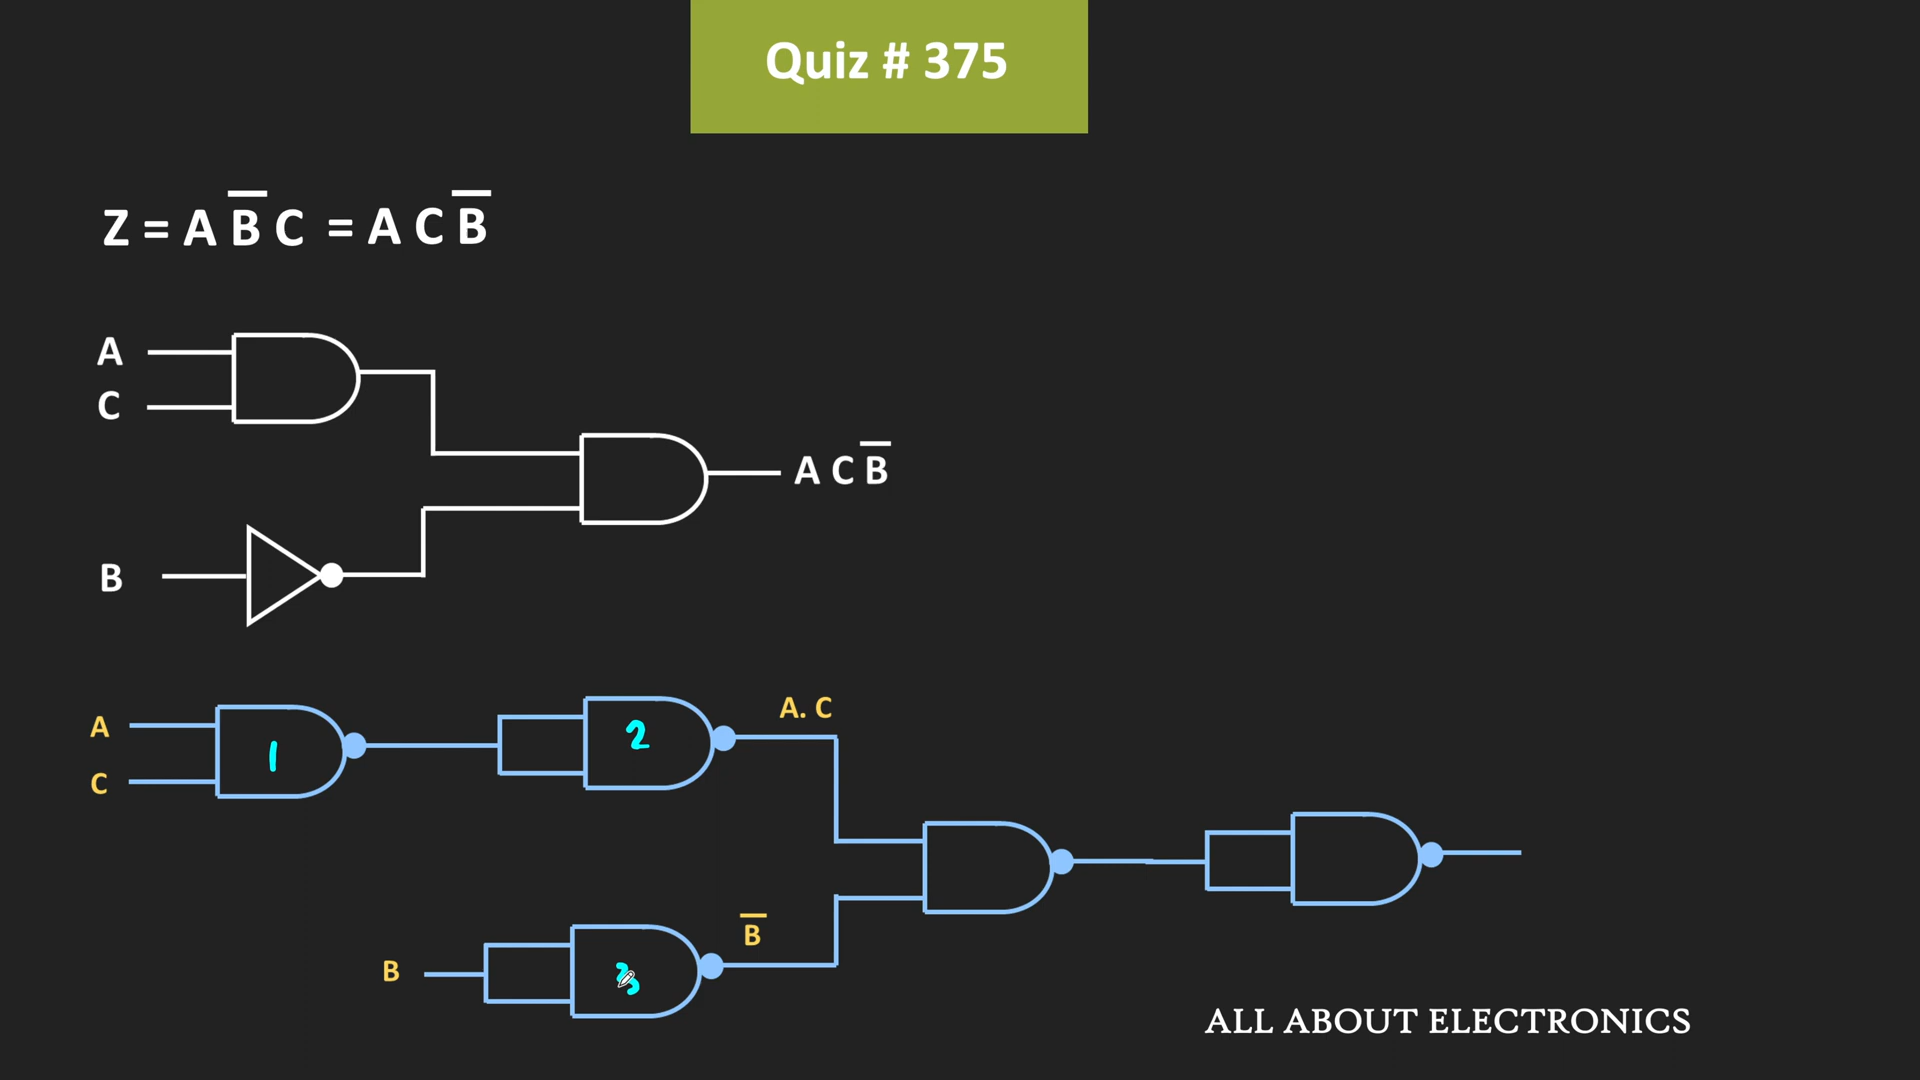 Quiz # 375
Z = A B̅ C = A C B̅
A
C
A C B̅
B
A
C
1
2
A. C
B
3
B̅
ALL ABOUT ELECTRONICS